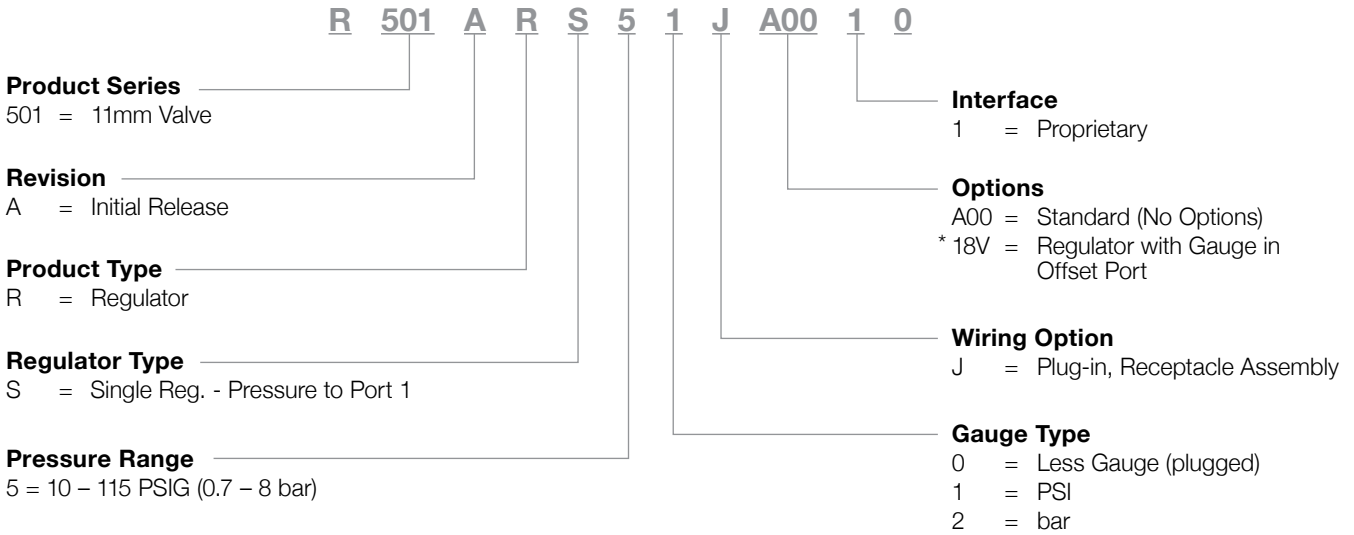 R 501 A R S 5 1 J A00 1 0
Product Series
501 = 11mm Valve
Revision
A = Initial Release
Product Type
R = Regulator
Regulator Type
S = Single Reg. - Pressure to Port 1
Pressure Range
5 = 10 – 115 PSIG (0.7 – 8 bar)
Interface
1 = Proprietary
Options
A00 = Standard (No Options)
* 18V = Regulator with Gauge in
Offset Port
Wiring Option
J = Plug-in, Receptacle Assembly
Gauge Type
0 = Less Gauge (plugged)
1 = PSI
2 = bar